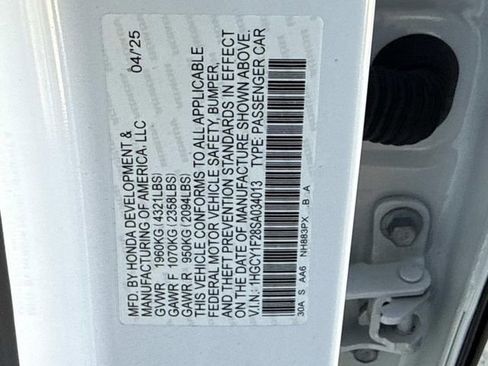 MFD. BY HONDA DEVELOPMENT & 04/'25
MANUFACTURING OF AMERICA, LLC
GVWR 1960KG (4321LBS)
GAWR F 1070KG (2358LBS)
GAWR R 950KG (2094LBS)
THIS VEHICLE CONFORMS TO ALL APPLICABLE
FEDERAL MOTOR VEHICLE SAFETY, BUMPER,
AND THEFT PREVENTION STANDARDS IN EFFECT
ON DATE OF MANUFACTURE SHOWN ABOVE.
V.I.N.: 1HGCY1F28SA034013 TYPE: PASSENGER CAR
30A S AA6 NH883PX B A